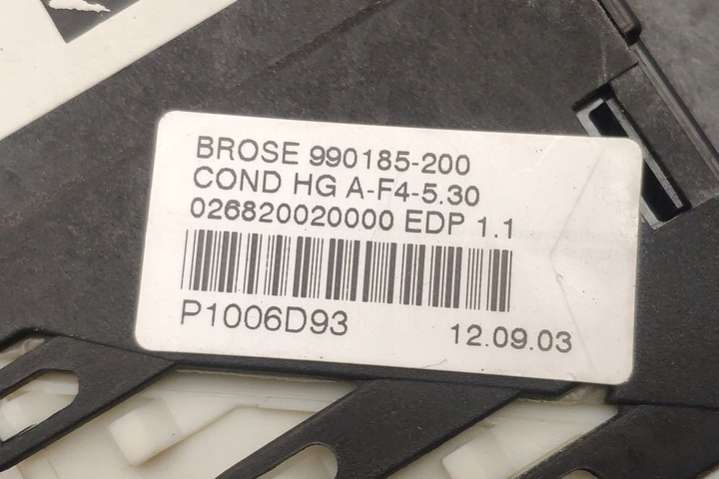 BROSE 990185-200
COND HG A-F4-5.30
026820020000 EDP 1.1
P1006D93
12.09.03